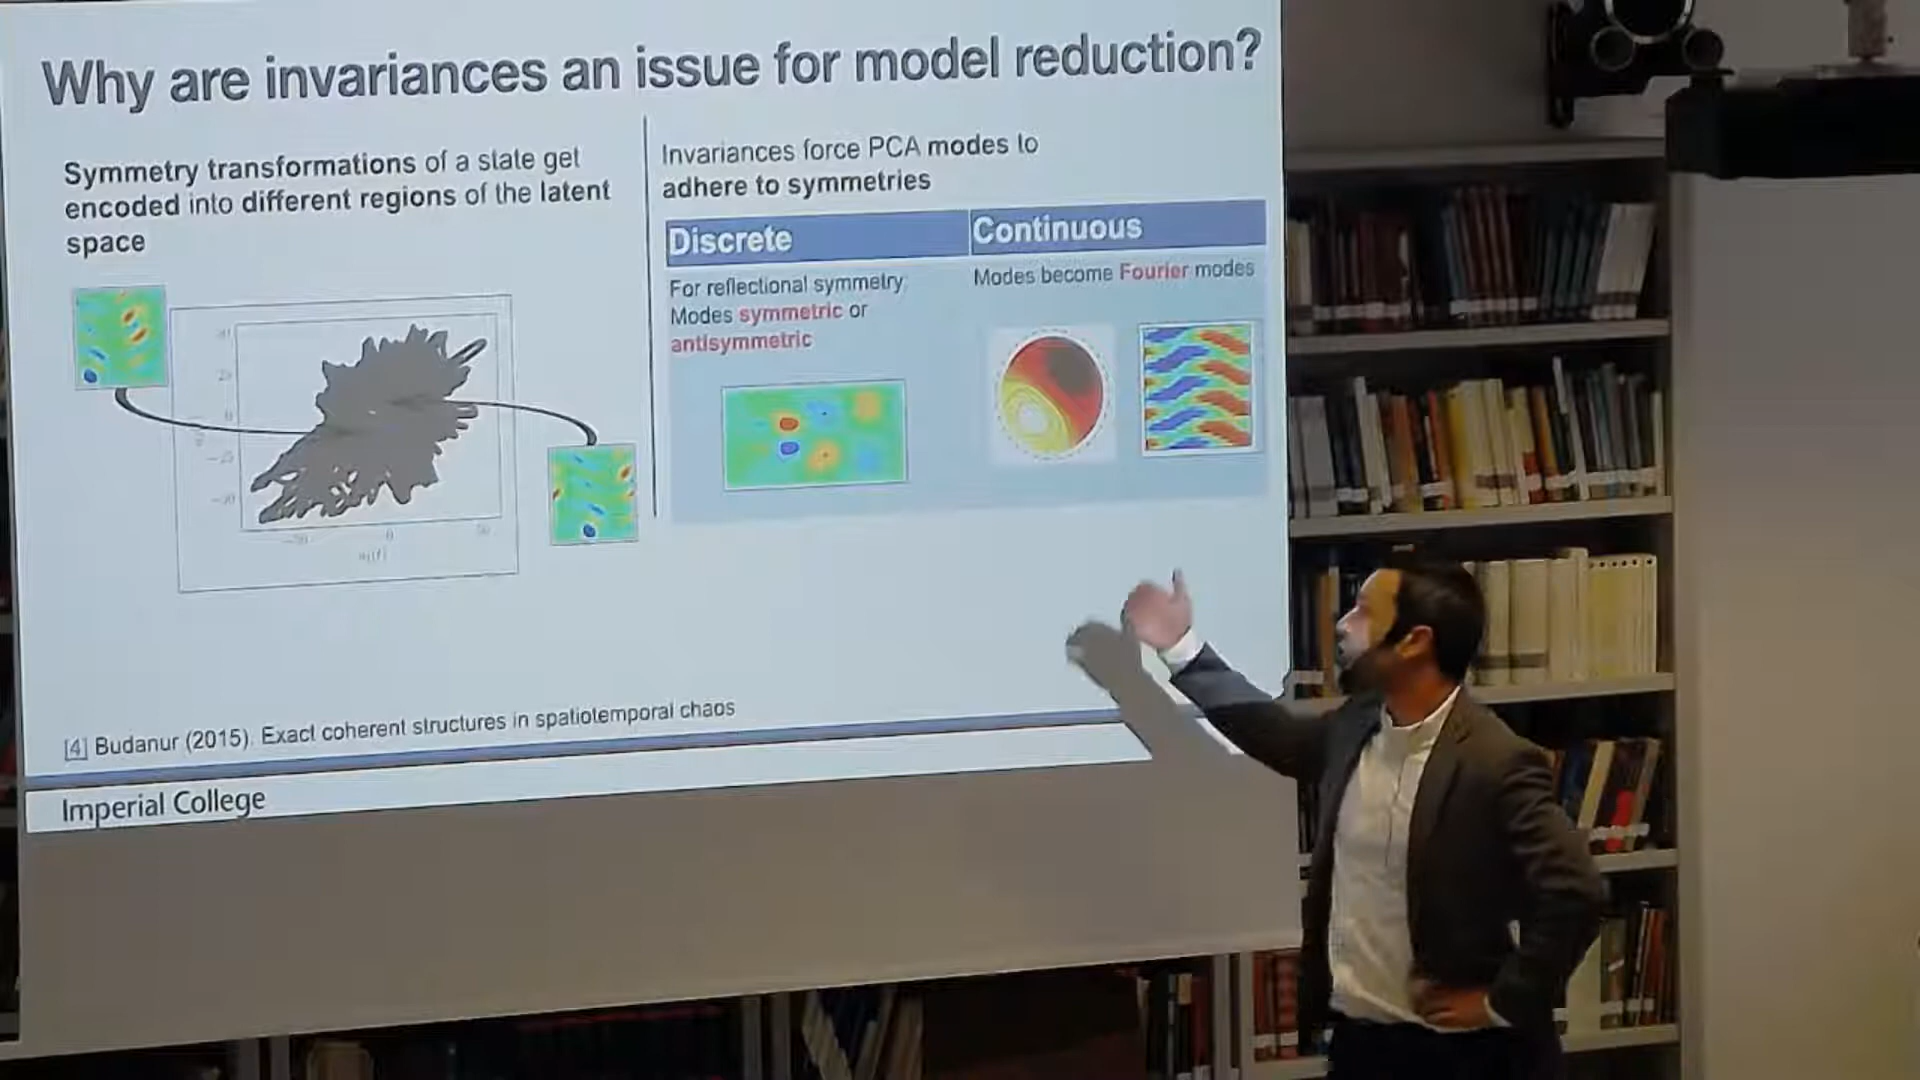 Why are invariances an issue for model reduction?
Symmetry transformations of a state get
encoded into different regions of the latent
space
Invariances force PCA modes to
adhere to symmetries
Discrete
Continuous
For reflectional symmetry
Modes symmetric or
antisymmetric
Modes become Fourier modes
[4] Budanur (2015). Exact coherent structures in spatiotemporal chaos
Imperial College